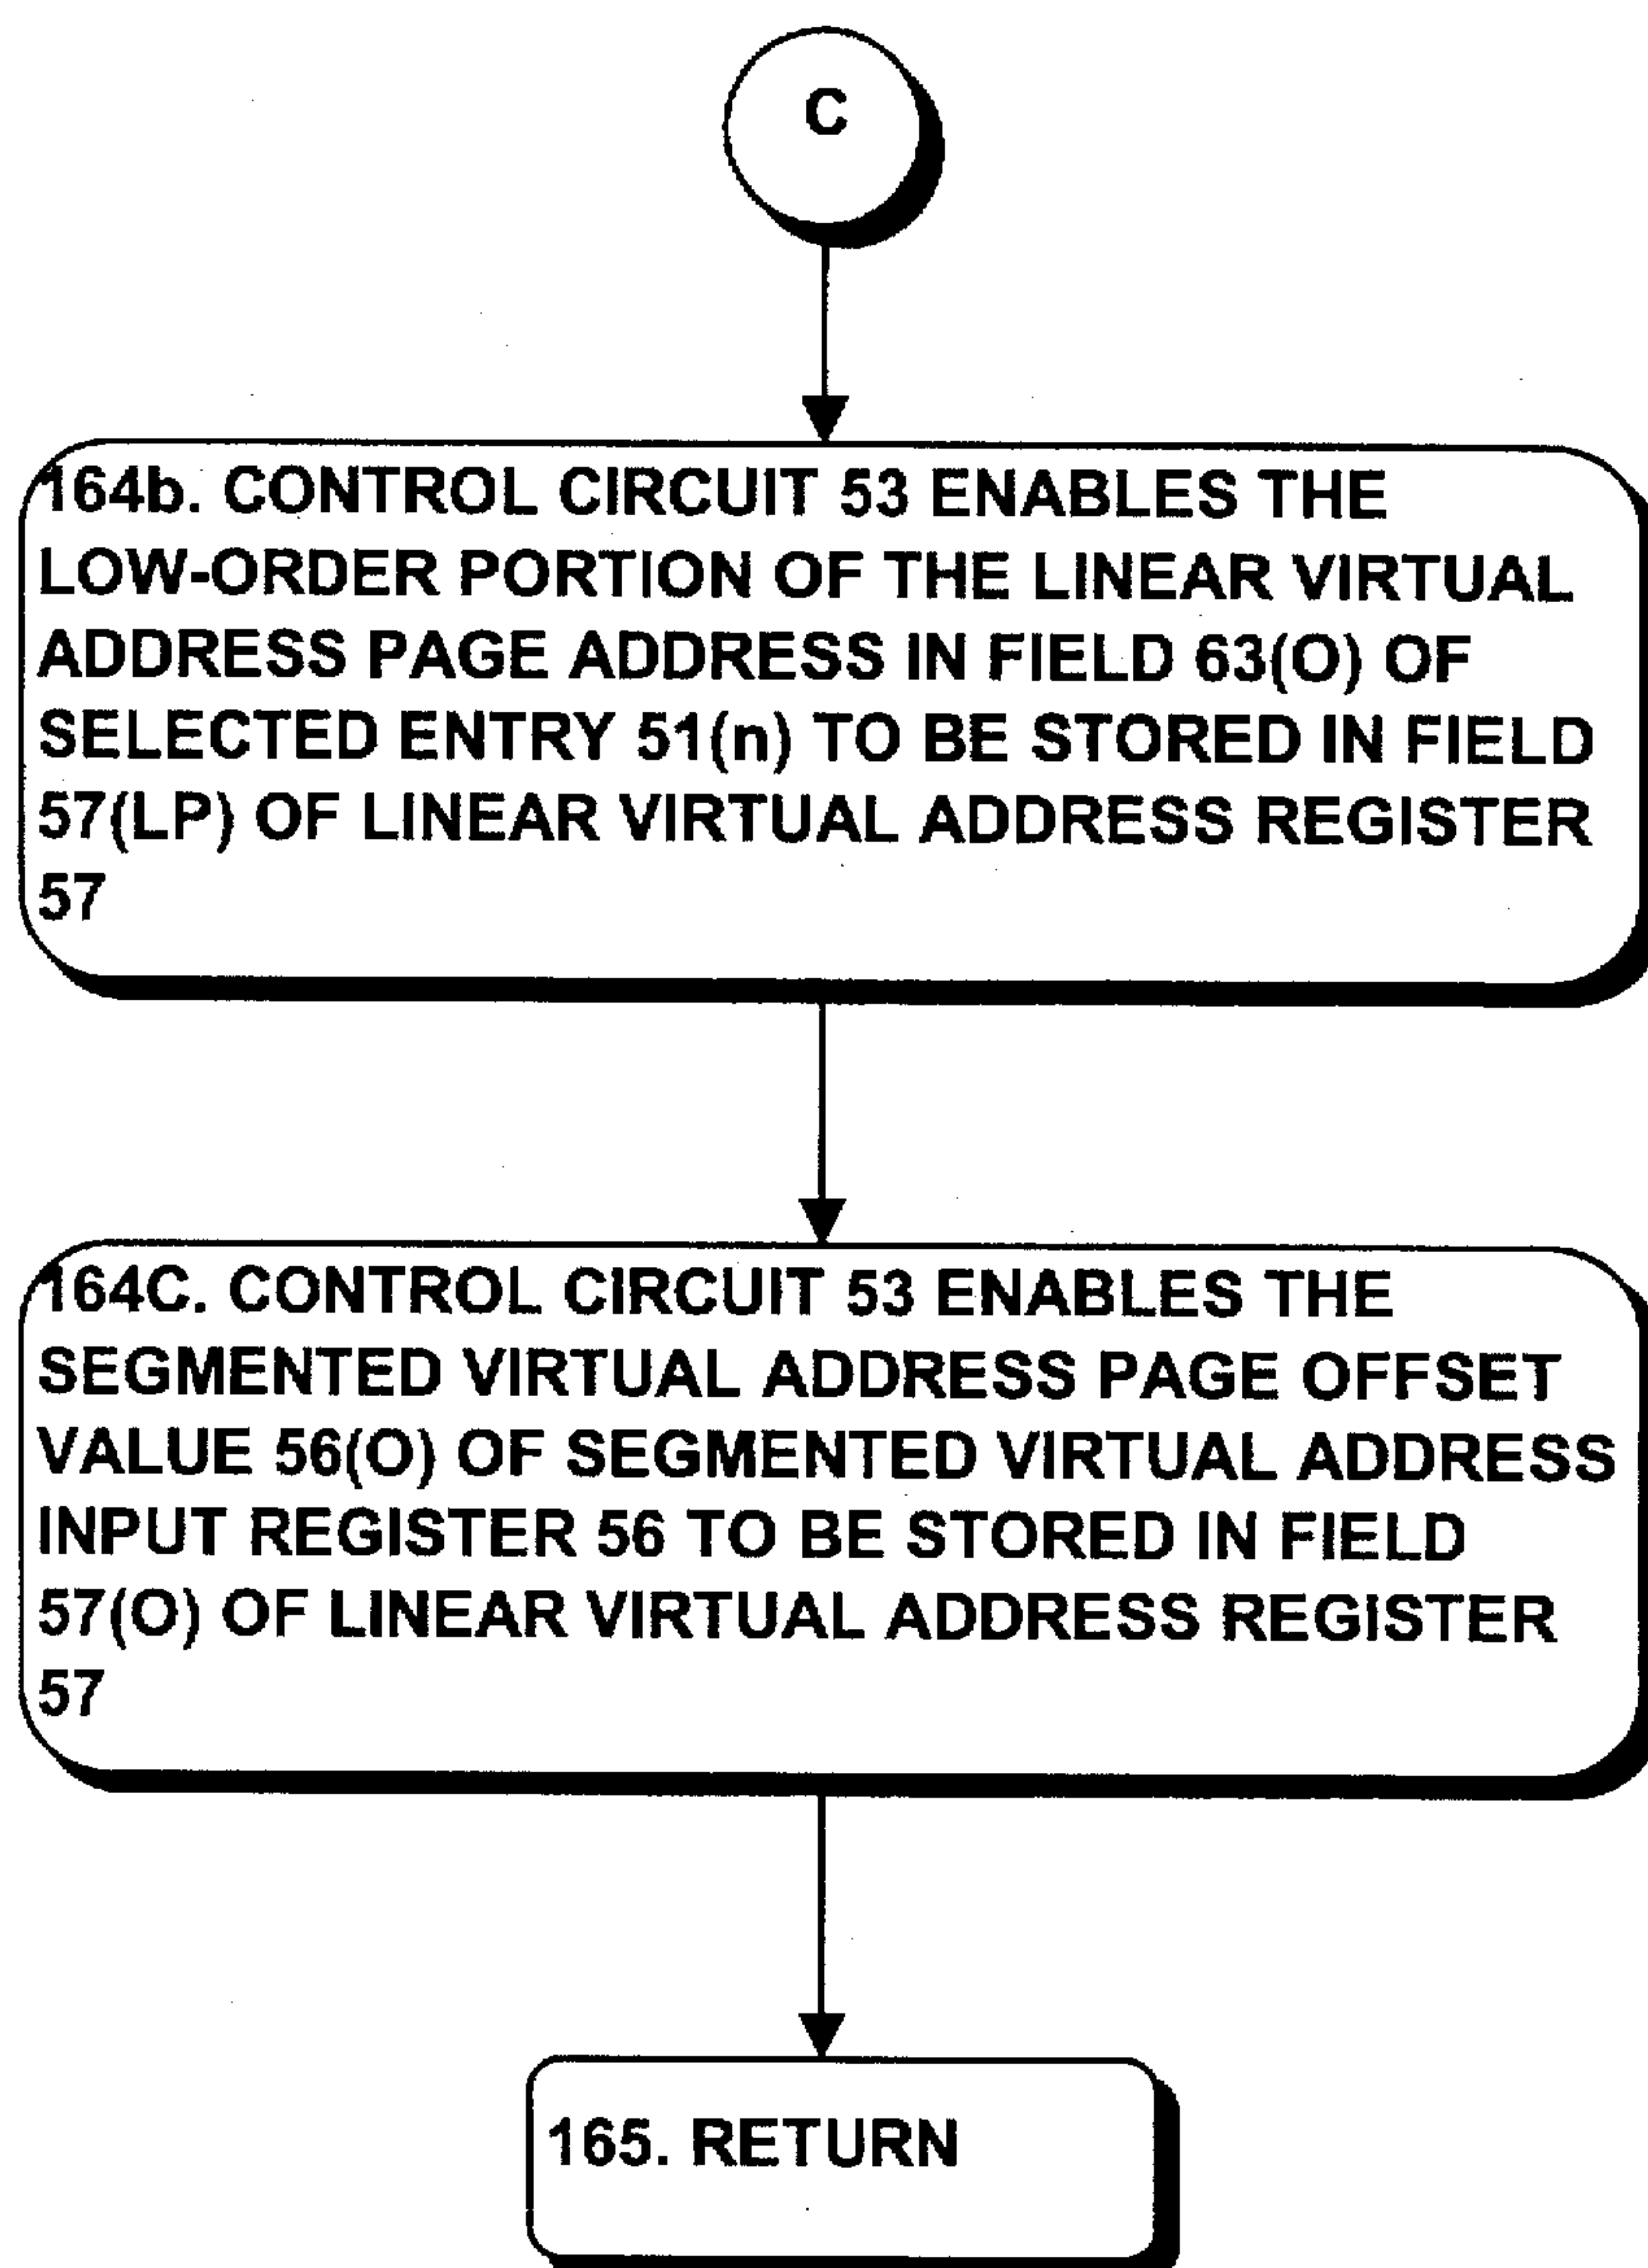 C
164b. CONTROL CIRCUIT 53 ENABLES THE
LOW-ORDER PORTION OF THE LINEAR VIRTUAL
ADDRESS PAGE ADDRESS IN FIELD 63(O) OF
SELECTED ENTRY 51(n) TO BE STORED IN FIELD
57(LP) OF LINEAR VIRTUAL ADDRESS REGISTER
57
164C. CONTROL CIRCUIT 53 ENABLES THE
SEGMENTED VIRTUAL ADDRESS PAGE OFFSET
VALUE 56(O) OF SEGMENTED VIRTUAL ADDRESS
INPUT REGISTER 56 TO BE STORED IN FIELD
57(O) OF LINEAR VIRTUAL ADDRESS REGISTER
57
165. RETURN